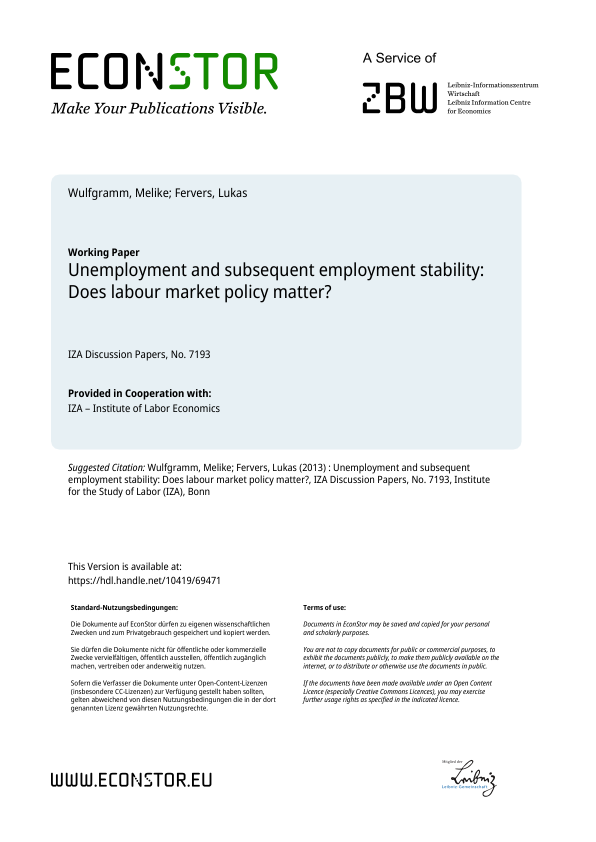 ECONSTOR
Make Your Publications Visible.
A Service of
ZBW
Leibniz-Informationszentrum
Wirtschaft
Leibniz Information Centre
for Economics
Wulfgramm, Melike; Fervers, Lukas
Working Paper
Unemployment and subsequent employment stability:
Does labour market policy matter?
IZA Discussion Papers, No. 7193
Provided in Cooperation with:
IZA – Institute of Labor Economics
Suggested Citation: Wulfgramm, Melike; Fervers, Lukas (2013) : Unemployment and subsequent
employment stability: Does labour market policy matter?, IZA Discussion Papers, No. 7193, Institute
for the Study of Labor (IZA), Bonn
This Version is available at:
https://hdl.handle.net/10419/69471
Standard-Nutzungsbedingungen:
Die Dokumente auf EconStor dürfen zu eigenen wissenschaftlichen
Zwecken und zum Privatgebrauch gespeichert und kopiert werden.
Sie dürfen die Dokumente nicht für öffentliche oder kommerzielle
Zwecke vervielfältigen, öffentlich ausstellen, öffentlich zugänglich
machen, vertreiben oder anderweitig nutzen.
Sofern die Verfasser die Dokumente unter Open-Content-Lizenzen
(insbesondere CC-Lizenzen) zur Verfügung gestellt haben sollten,
gelten abweichend von diesen Nutzungsbedingungen die in der dort
genannten Lizenz gewährten Nutzungsrechte.
Terms of use:
Documents in EconStor may be saved and copied for your personal
and scholarly purposes.
You are not to copy documents for public or commercial purposes, to
exhibit the documents publicly, to make them publicly available on the
internet, or to distribute or otherwise use the documents in public.
If the documents have been made available under an Open Content
Licence (especially Creative Commons Licences), you may exercise
further usage rights as specified in the indicated licence.
WWW.ECONSTOR.EU
Mitglied der
Leibniz
Leibniz-Gemeinschaft